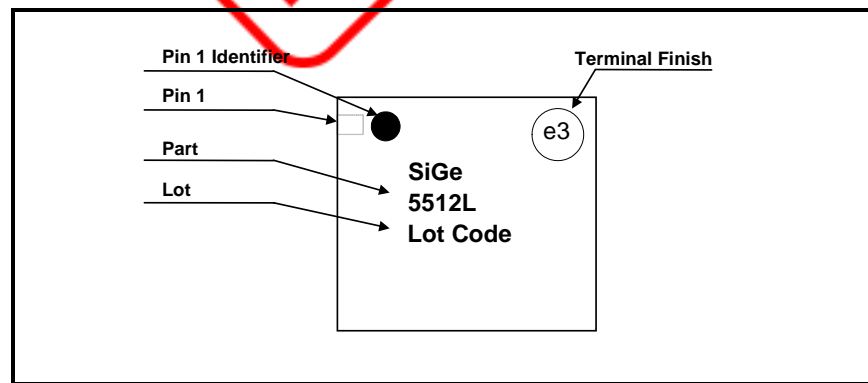 Pin 1 Identifier
Terminal Finish
Pin 1
e3
Part
SiGe
5512L
Lot
Lot Code